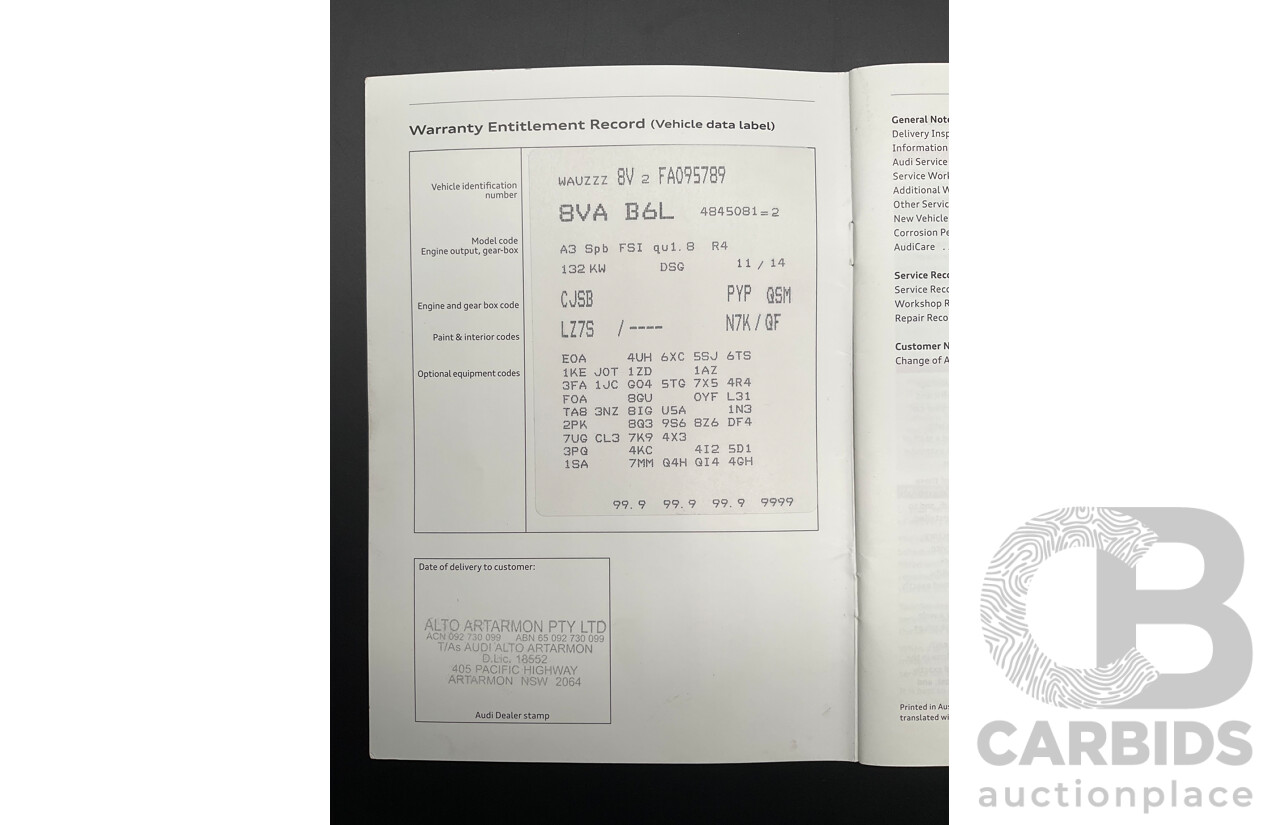 Warranty Entitlement Record (Vehicle data label)
Vehicle identification
number
WAUZZZ 8V 2 FA095789
8VA B6L 4845081=2
Model code
Engine output, gear-box
A3 Spb FSI qu1.8 R4
132 KW DSG 11 / 14
Engine and gear box code
CJSB PYP QSM
Paint & interior codes
LZ7S /---- N7K / QF
Optional equipment codes
E0A 4UH 6XC 5SJ 6TS
1KE J0T 1ZD 1AZ
3FA 1JC G04 5TG 7X5 4R4
F0A 8GU 0YF L31
TA8 3NZ 8IG U5A 1N3
2PK 8Q3 9S6 8Z6 DF4
7UG CL3 7K9 4X3
3PQ 4KC 4I2 5D1
1SA 7MM Q4H QI4 4GH
99.9 99.9 99.9 9999
Date of delivery to customer:
ALTO ARTARMON PTY LTD
ACN 092 730 099 ABN 65 092 730 099
T/As AUDI ALTO ARTARMON
D.Lic. 18552
405 PACIFIC HIGHWAY
ARTARMON NSW 2064
Audi Dealer stamp
3
General Note
Delivery Insp
Information
Audi Service
Service Worl
Additional W
Other Servic
New Vehicle
Corrosion Pe
AudiCare .
Service Reco
Service Reco
Workshop R
Repair Reco
Customer N
Change of A
Printed in Aus
translated wi
CB
CARBIDS
auctionplace